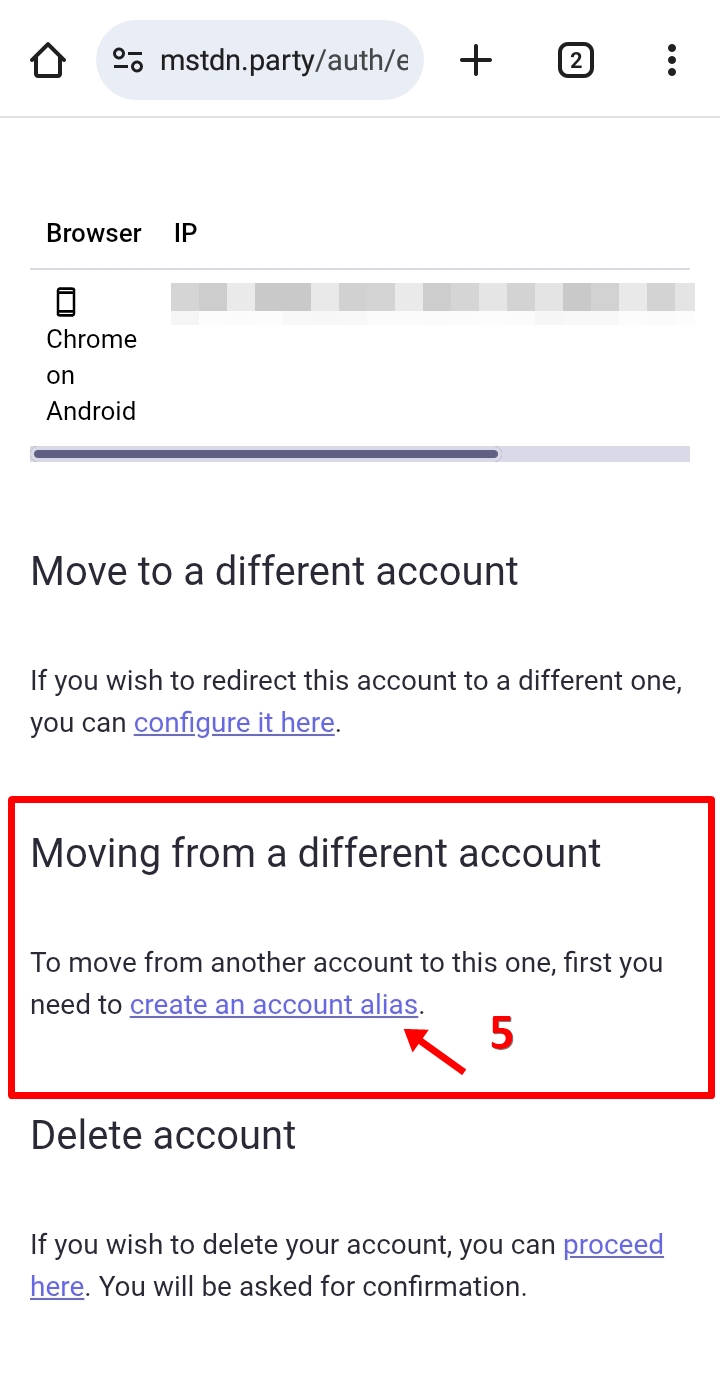 mstdn.party/auth/e
2
Browser IP
Chrome
on
Android
Move to a different account
If you wish to redirect this account to a different one,
you can configure it here.
Moving from a different account
To move from another account to this one, first you
need to create an account alias.
5
Delete account
If you wish to delete your account, you can proceed
here. You will be asked for confirmation.